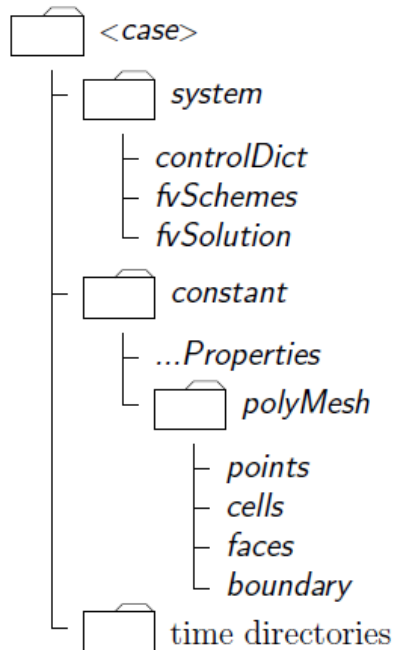 <case>
system
controlDict
fvSchemes
fvSolution
constant
...Properties
polyMesh
points
cells
faces
boundary
time directories